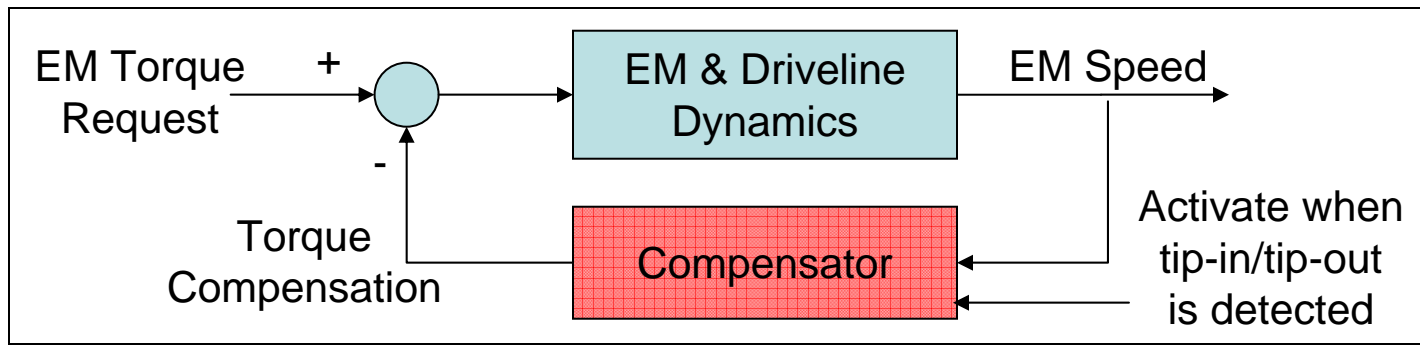 EM Torque
Request
+
-
EM & Driveline
Dynamics
EM Speed
Torque
Compensation
Compensator
Activate when
tip-in/tip-out
is detected